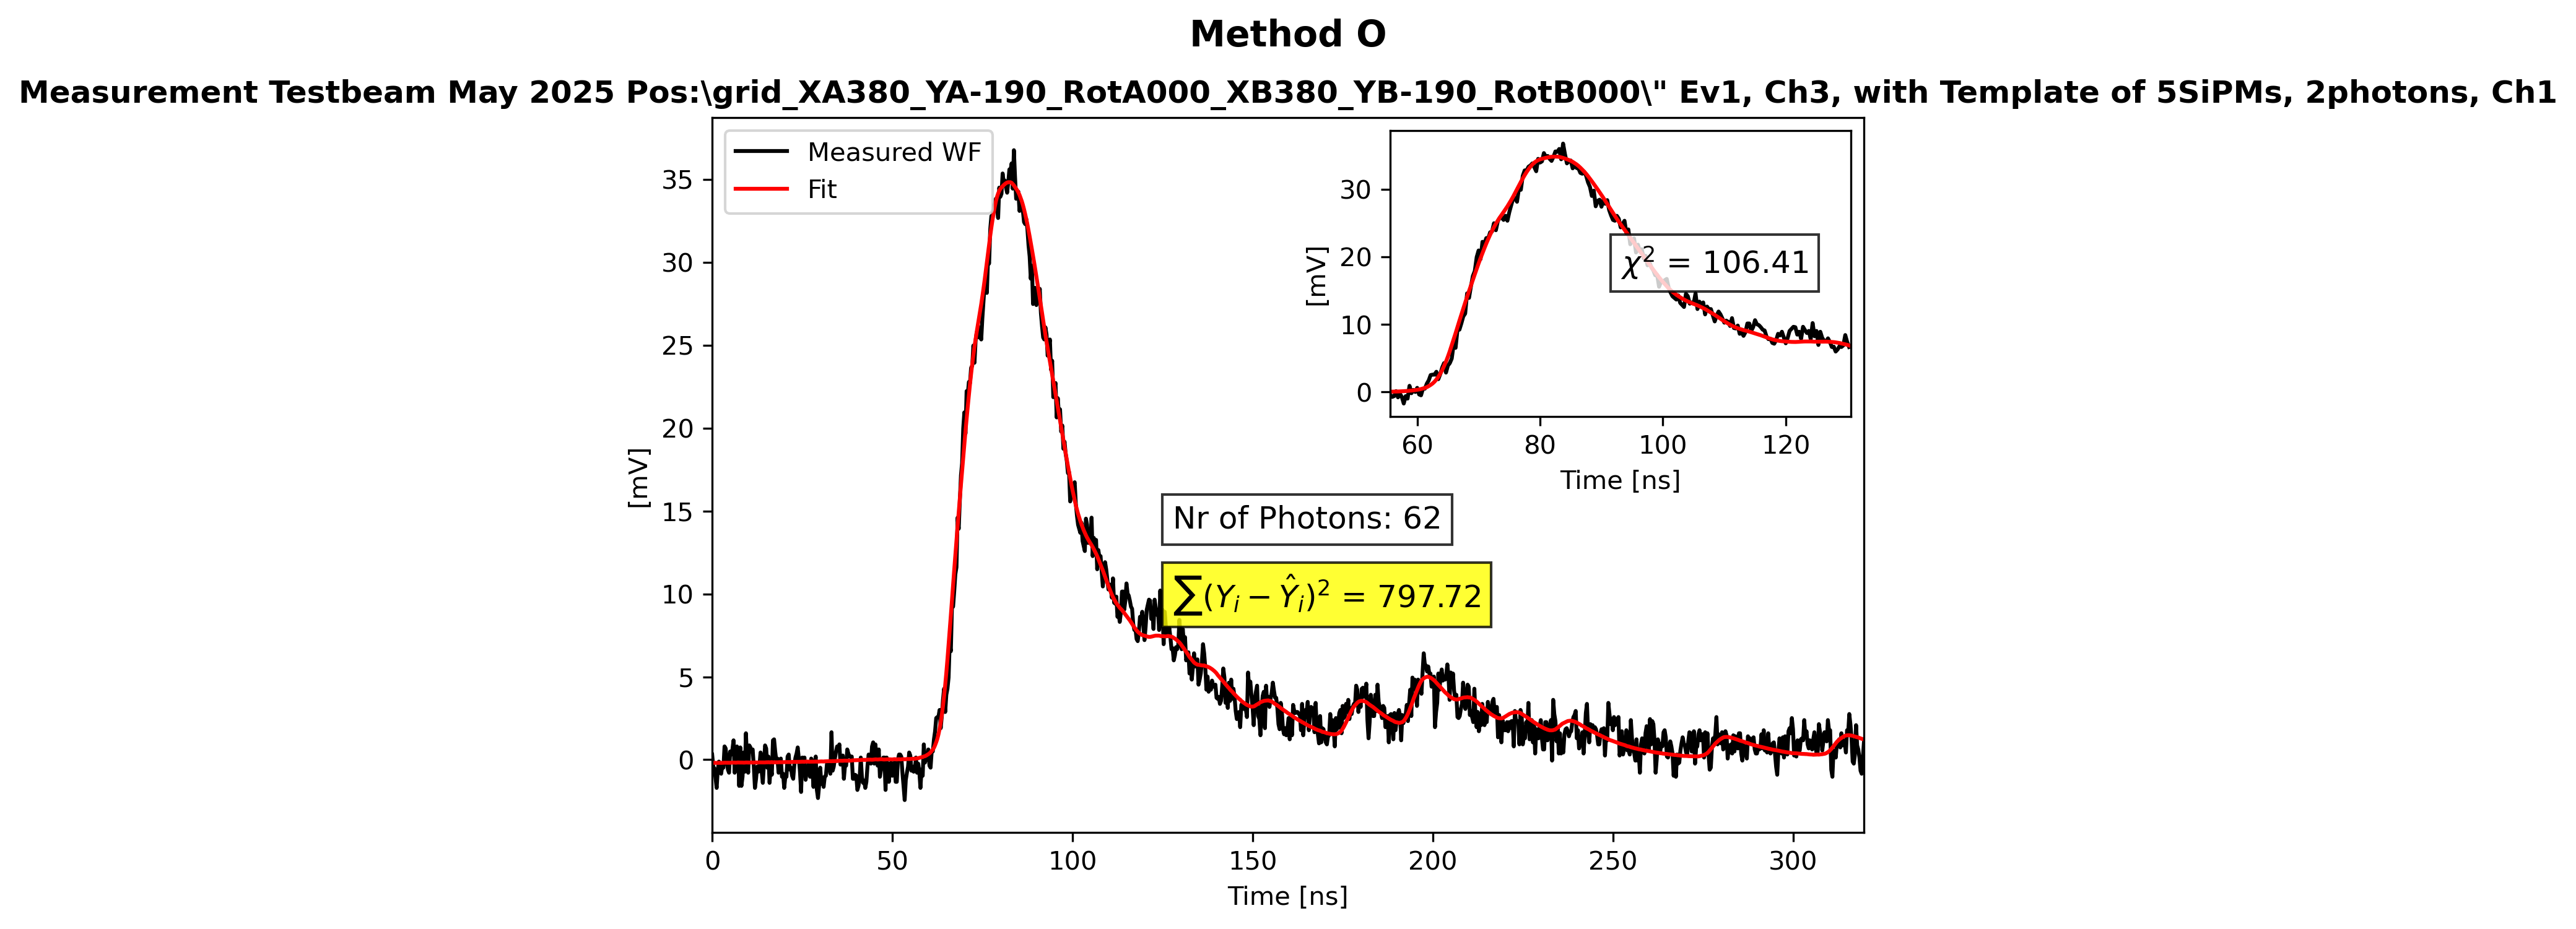 Method O
Measurement Testbeam May 2025 Pos:\grid_XA380_YA-190_RotA000_XB380_YB-190_RotB000\" Ev1, Ch3, with Template of 5SiPMs, 2photons, Ch1
Measured WF
Fit
[mV]
35
30
25
20
15
10
5
0
0
50
100
150
200
250
300
Time [ns]
[mV]
30
20
10
0
60
80
100
120
Time [ns]
χ² = 106.41
Nr of Photons: 62
∑(Yᵢ − Ŷᵢ)² = 797.72